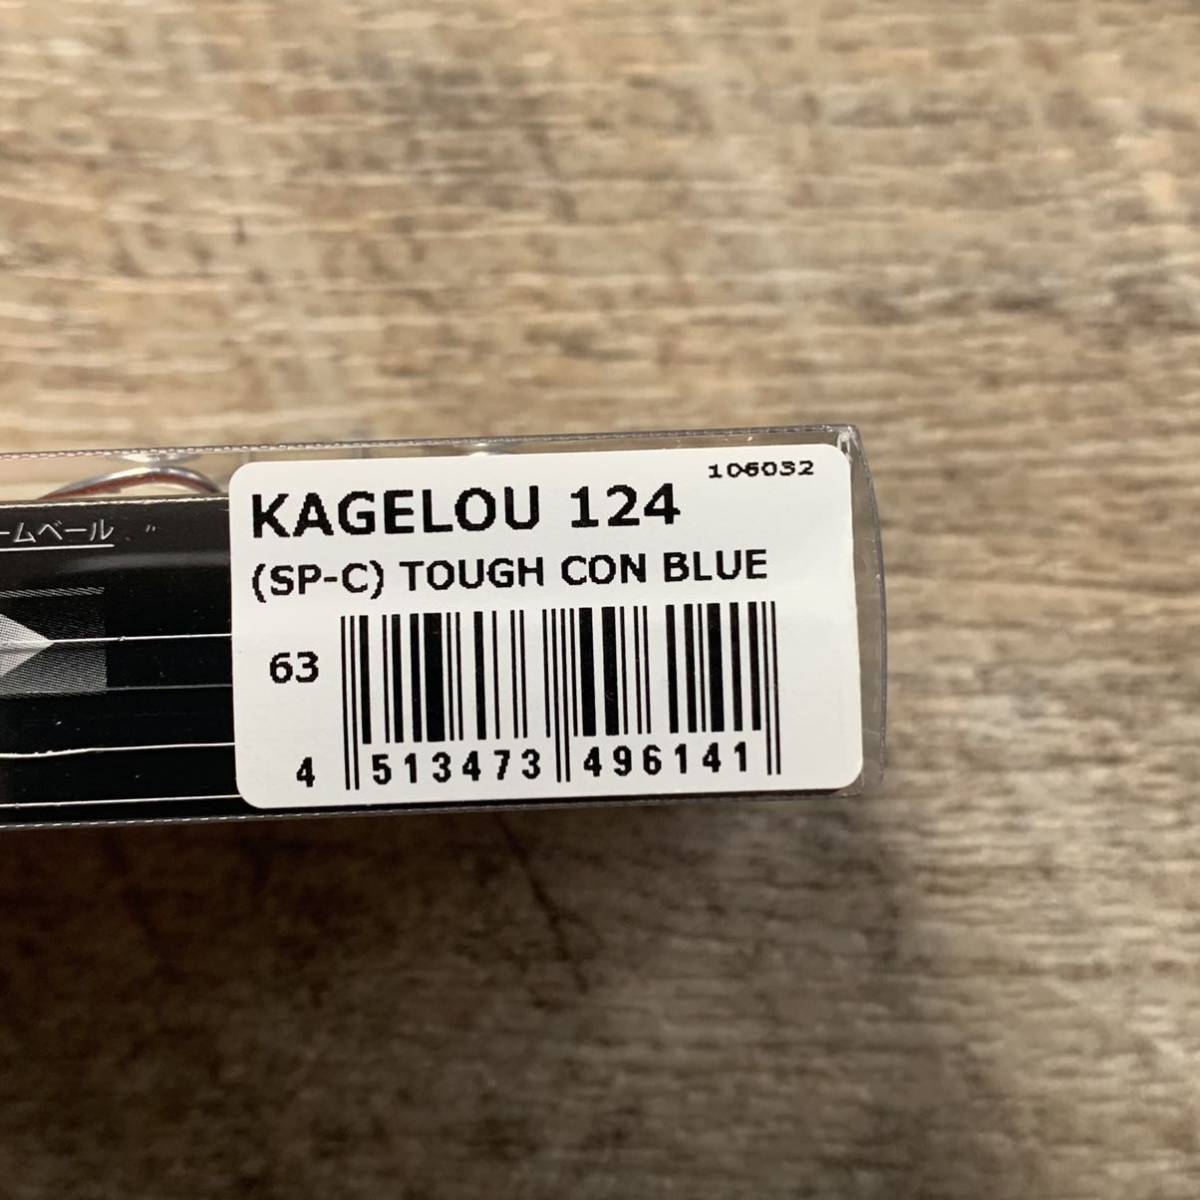 106032
KAGELOU 124
(SP-C) TOUGH CON BLUE
63
4 513473 496141
ームベール